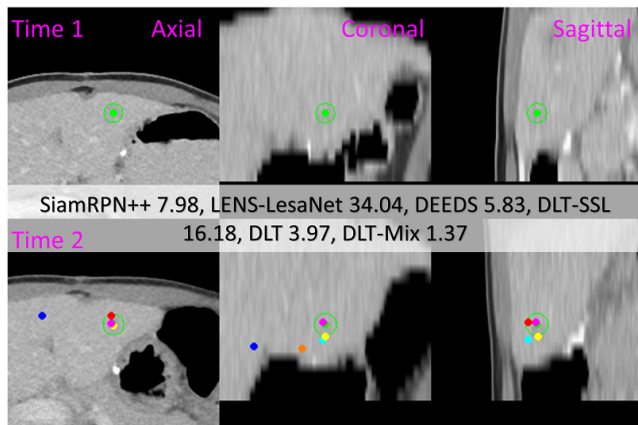 Time 1 Axial Coronal Sagittal
SiamRPN++ 7.98, LENS-LesaNet 34.04, DEEDS 5.83, DLT-SSL
16.18, DLT 3.97, DLT-Mix 1.37
Time 2